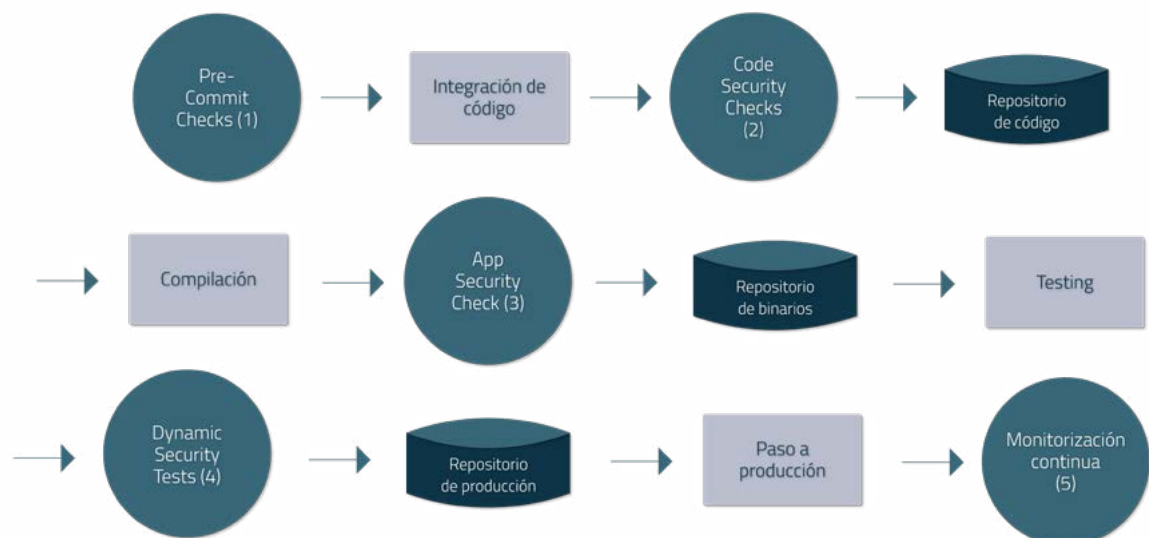 Pre-
Commit
Checks (1)
Integración de
código
Code
Security
Checks
(2)
Repositorio
de código
Compilación
App
Security
Check (3)
Repositorio
de binarios
Testing
Dynamic
Security
Tests (4)
Repositorio
de producción
Paso a
producción
Monitorización
continua
(5)